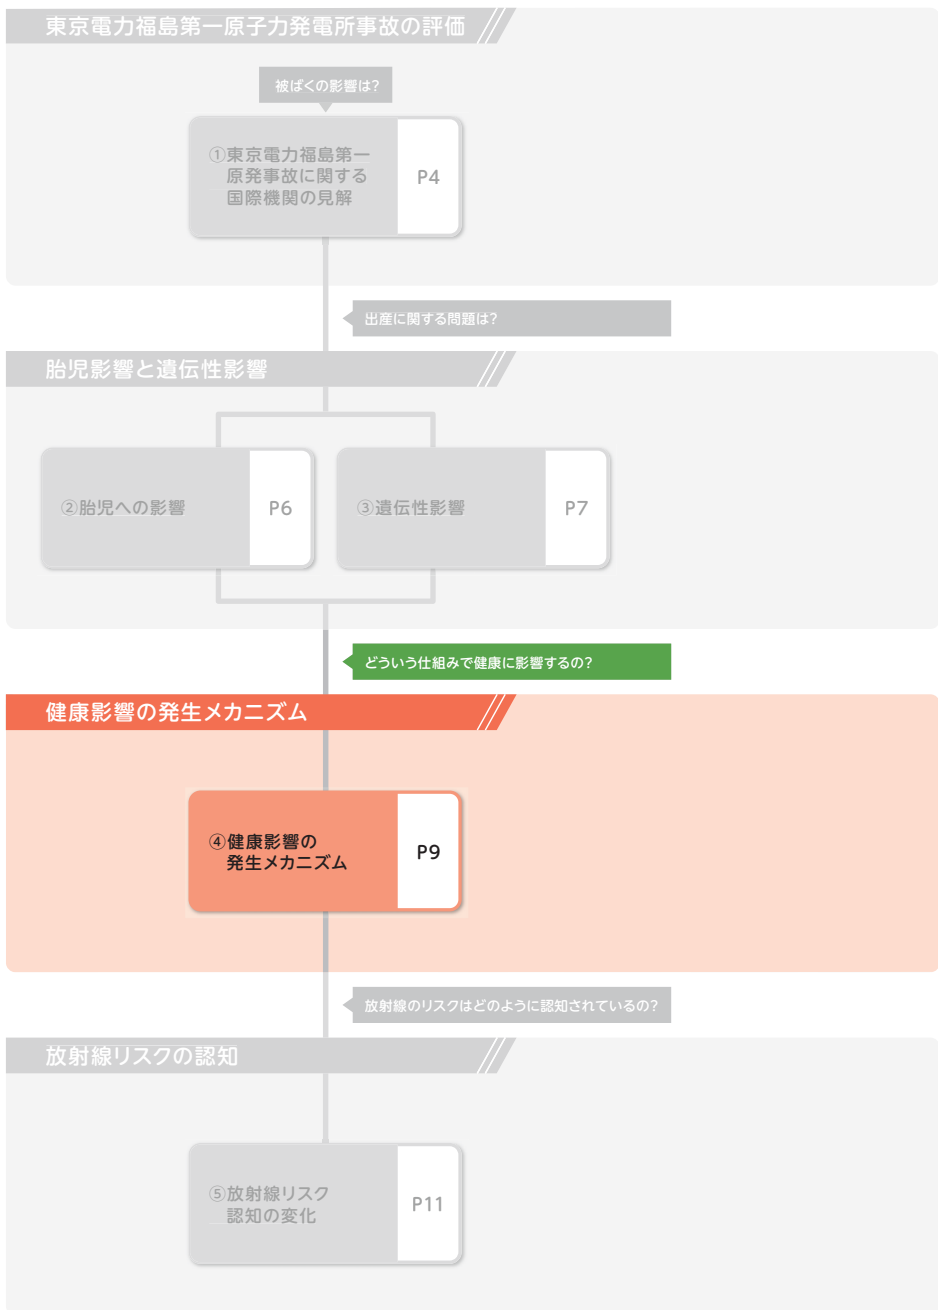 東京電力福島第一原子力発電所事故の評価
被ばくの影響は?
①東京電力福島第一
原発事故に関する
国際機関の見解
P4
出産に関する問題は?
胎児影響と遺伝性影響
②胎児への影響
P6
③遺伝性影響
P7
どういう仕組みで健康に影響するの?
健康影響の発生メカニズム
④健康影響の
発生メカニズム
P9
放射線のリスクはどのように認知されているの?
放射線リスクの認知
⑤放射線リスク
認知の変化
P11